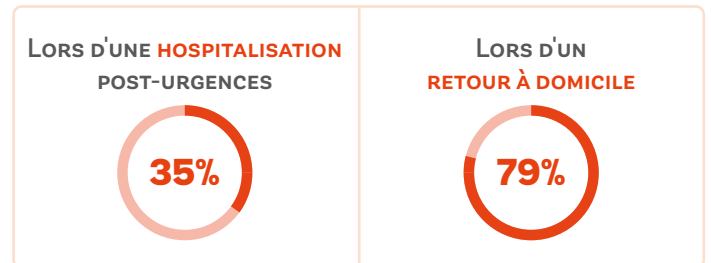 Lors d'une hospitalisation
post-urgences
35%
Lors d'un
retour à domicile
79%